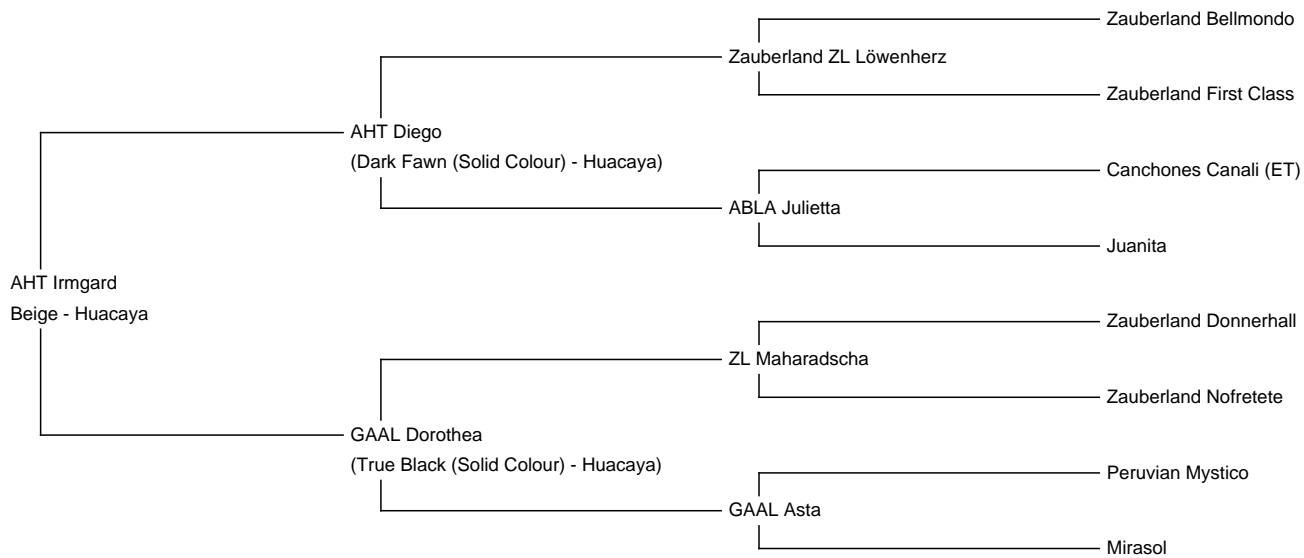 Zauberland Bellmondo
Zauberland ZL Löwenherz
Zauberland First Class
AHT Diego
(Dark Fawn (Solid Colour) - Huacaya)
Canchones Canali (ET)
ABLA Julietta
Juanita
AHT Irmgard
Beige - Huacaya
Zauberland Donnerhall
ZL Maharadscha
Zauberland Nofretete
GAAL Dorothea
(True Black (Solid Colour) - Huacaya)
Peruvian Mystico
GAAL Asta
Mirasol